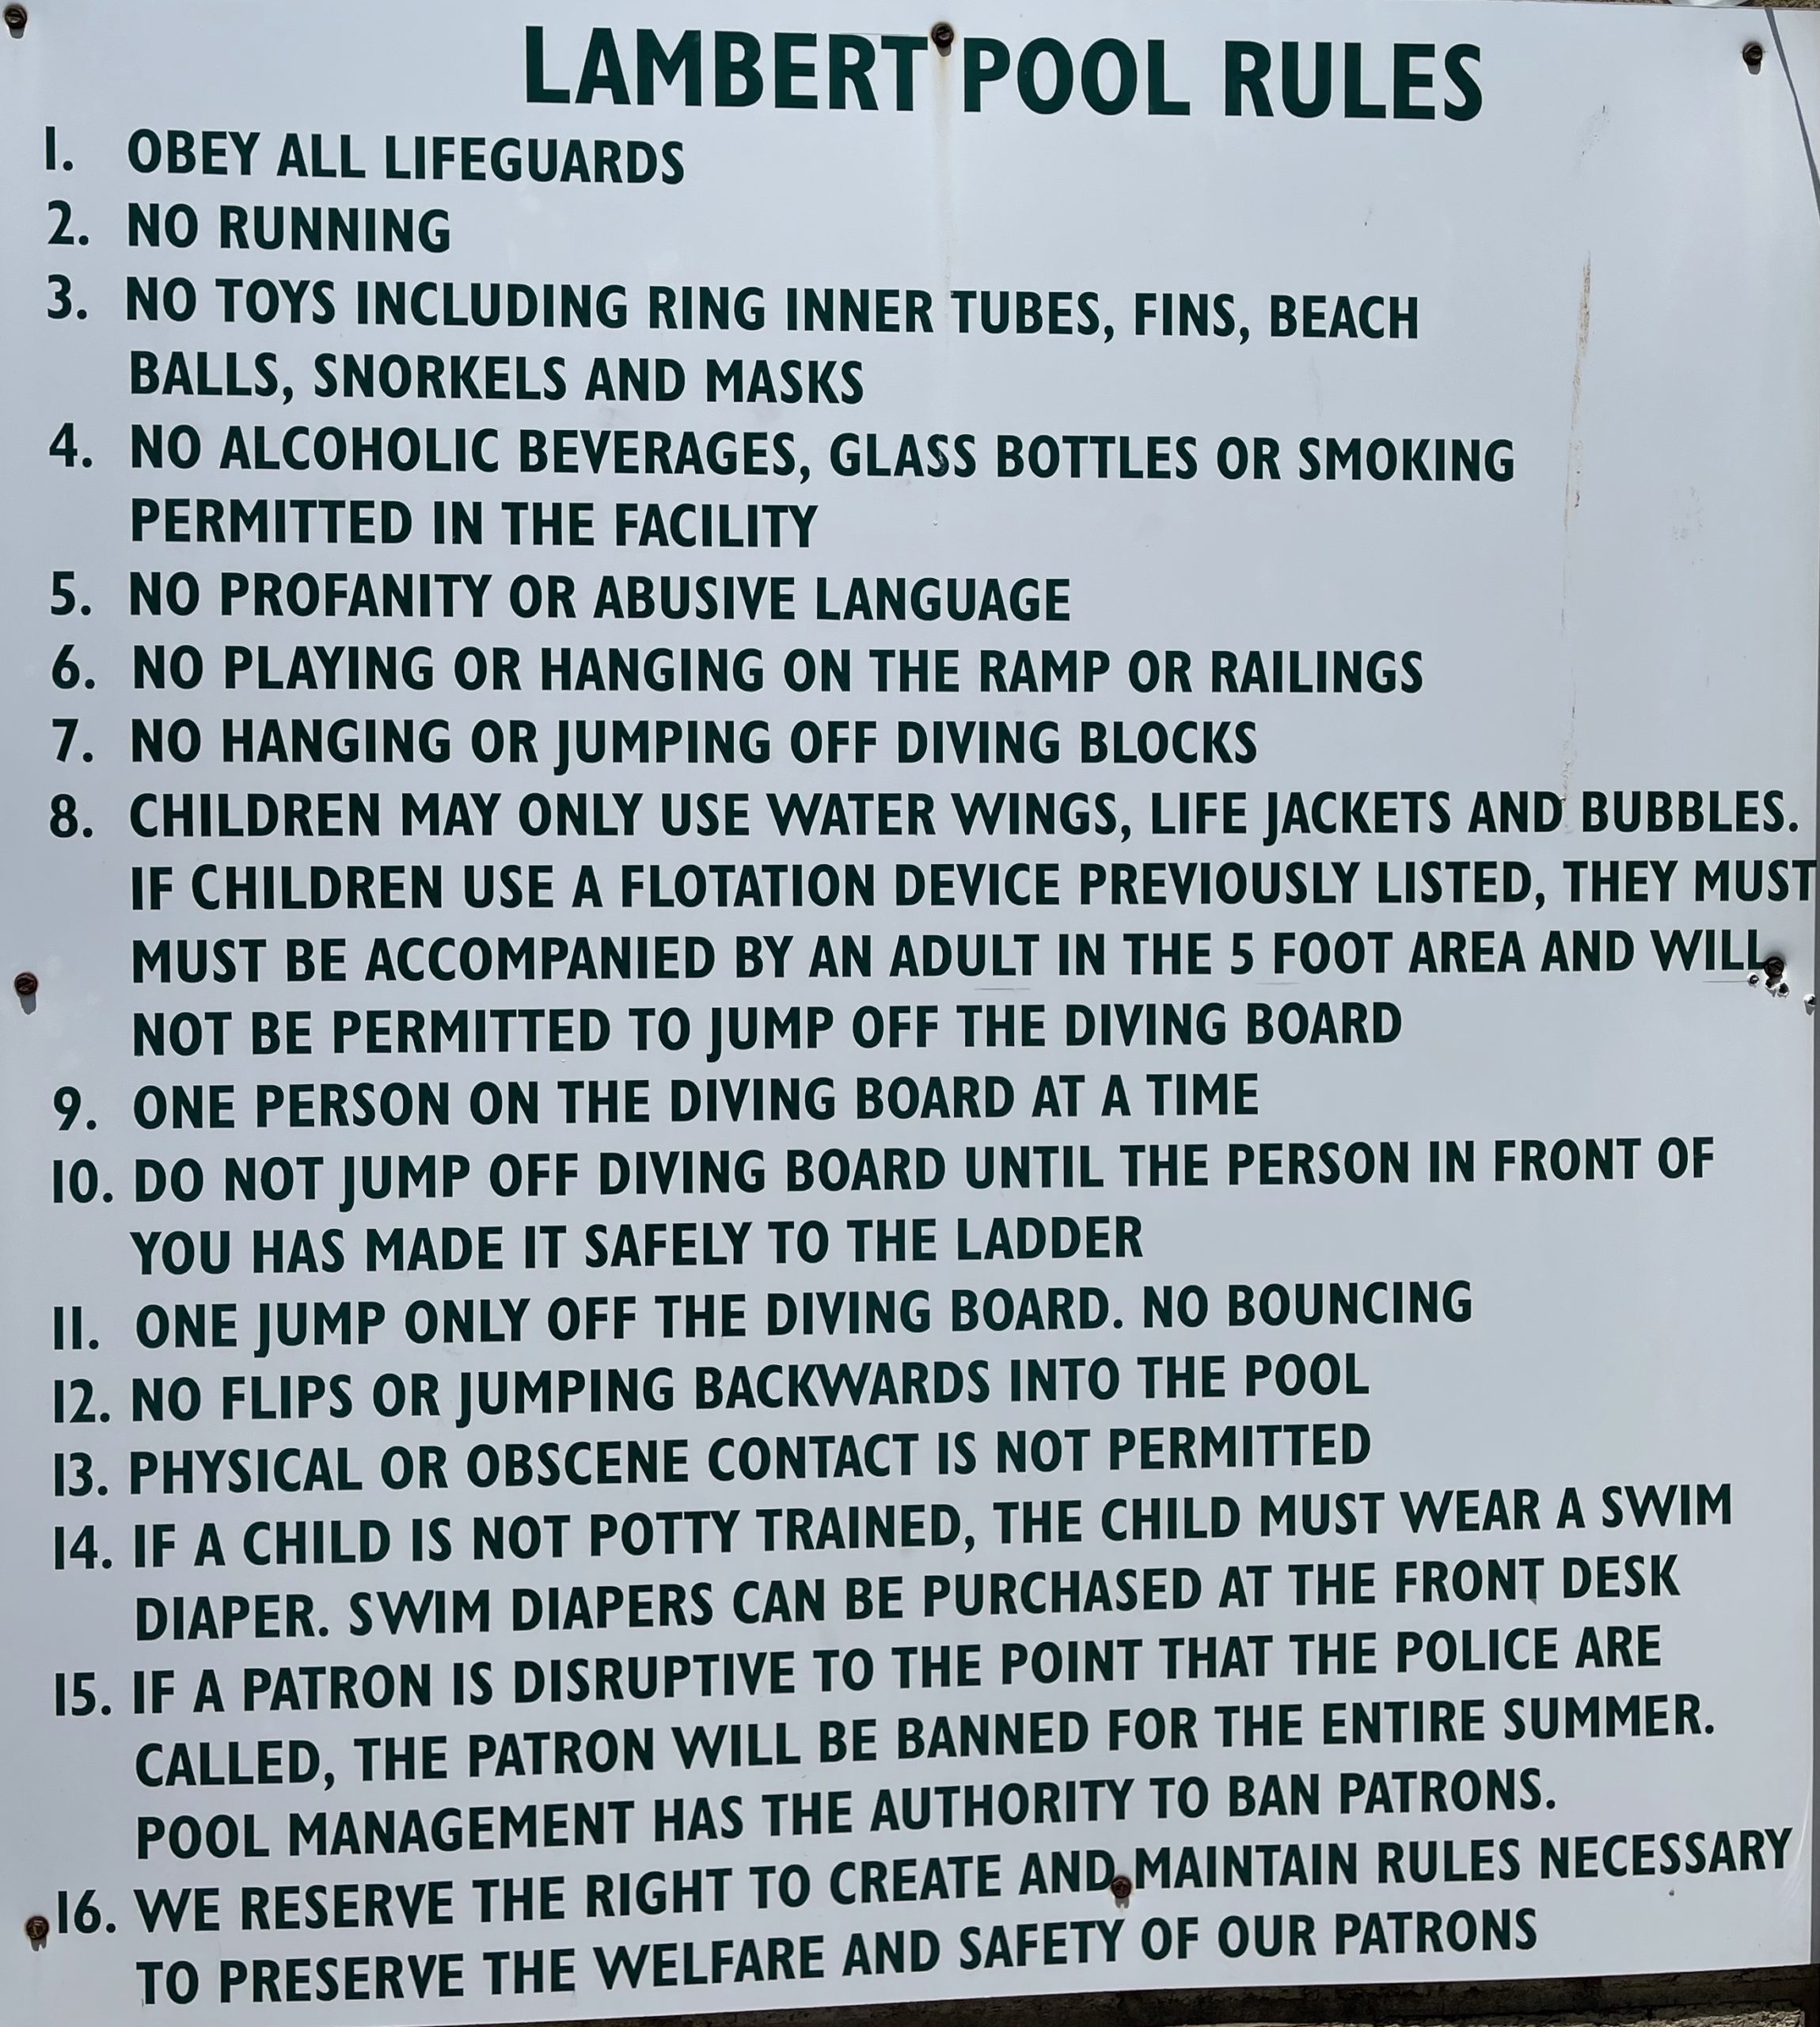 LAMBERT POOL RULES
1. OBEY ALL LIFEGUARDS
2. NO RUNNING
3. NO TOYS INCLUDING RING INNER TUBES, FINS, BEACH
BALLS, SNORKELS AND MASKS
4. NO ALCOHOLIC BEVERAGES, GLASS BOTTLES OR SMOKING
PERMITTED IN THE FACILITY
5. NO PROFANITY OR ABUSIVE LANGUAGE
6. NO PLAYING OR HANGING ON THE RAMP OR RAILINGS
7. NO HANGING OR JUMPING OFF DIVING BLOCKS
8. CHILDREN MAY ONLY USE WATER WINGS, LIFE JACKETS AND BUBBLES.
IF CHILDREN USE A FLOTATION DEVICE PREVIOUSLY LISTED, THEY MUST
MUST BE ACCOMPANIED BY AN ADULT IN THE 5 FOOT AREA AND WILL
NOT BE PERMITTED TO JUMP OFF THE DIVING BOARD
9. ONE PERSON ON THE DIVING BOARD AT A TIME
10. DO NOT JUMP OFF DIVING BOARD UNTIL THE PERSON IN FRONT OF
YOU HAS MADE IT SAFELY TO THE LADDER
11. ONE JUMP ONLY OFF THE DIVING BOARD. NO BOUNCING
12. NO FLIPS OR JUMPING BACKWARDS INTO THE POOL
13. PHYSICAL OR OBSCENE CONTACT IS NOT PERMITTED
14. IF A CHILD IS NOT POTTY TRAINED, THE CHILD MUST WEAR A SWIM
DIAPER. SWIM DIAPERS CAN BE PURCHASED AT THE FRONT DESK
15. IF A PATRON IS DISRUPTIVE TO THE POINT THAT THE POLICE ARE
CALLED, THE PATRON WILL BE BANNED FOR THE ENTIRE SUMMER.
POOL MANAGEMENT HAS THE AUTHORITY TO BAN PATRONS.
16. WE RESERVE THE RIGHT TO CREATE AND MAINTAIN RULES NECESSARY
TO PRESERVE THE WELFARE AND SAFETY OF OUR PATRONS